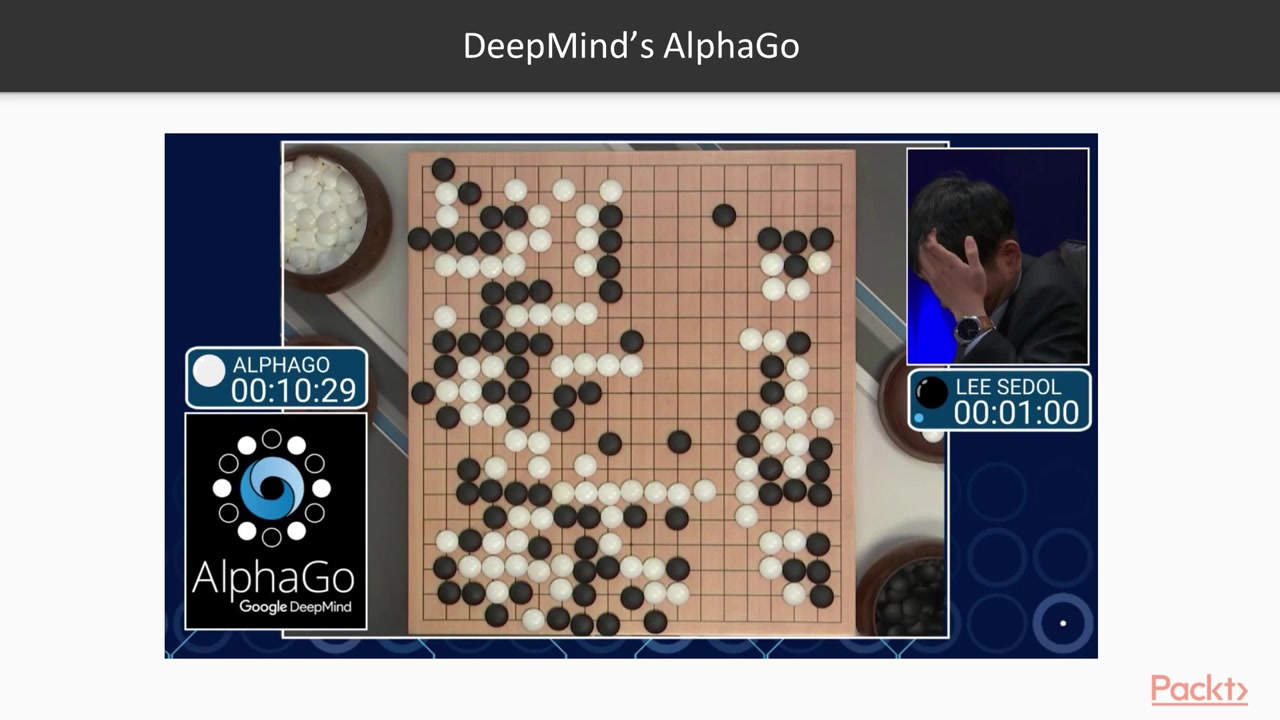 DeepMind’s AlphaGo
ALPHAGO
00:10:29
AlphaGo
Google DeepMind
LEE SEDOL
00:01:00
Packt›